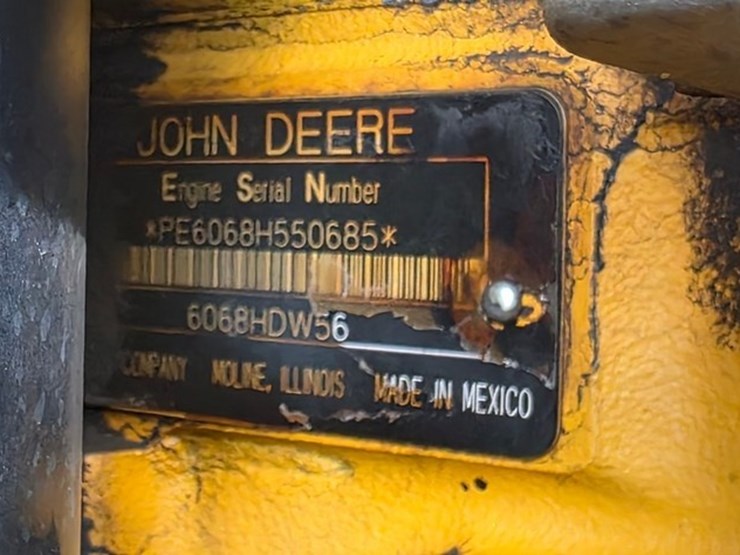 JOHN DEERE
Engine Serial Number
*PE6068H550685*
6068HDW56
COMPANY MOLINE, ILLINOIS MADE IN MEXICO